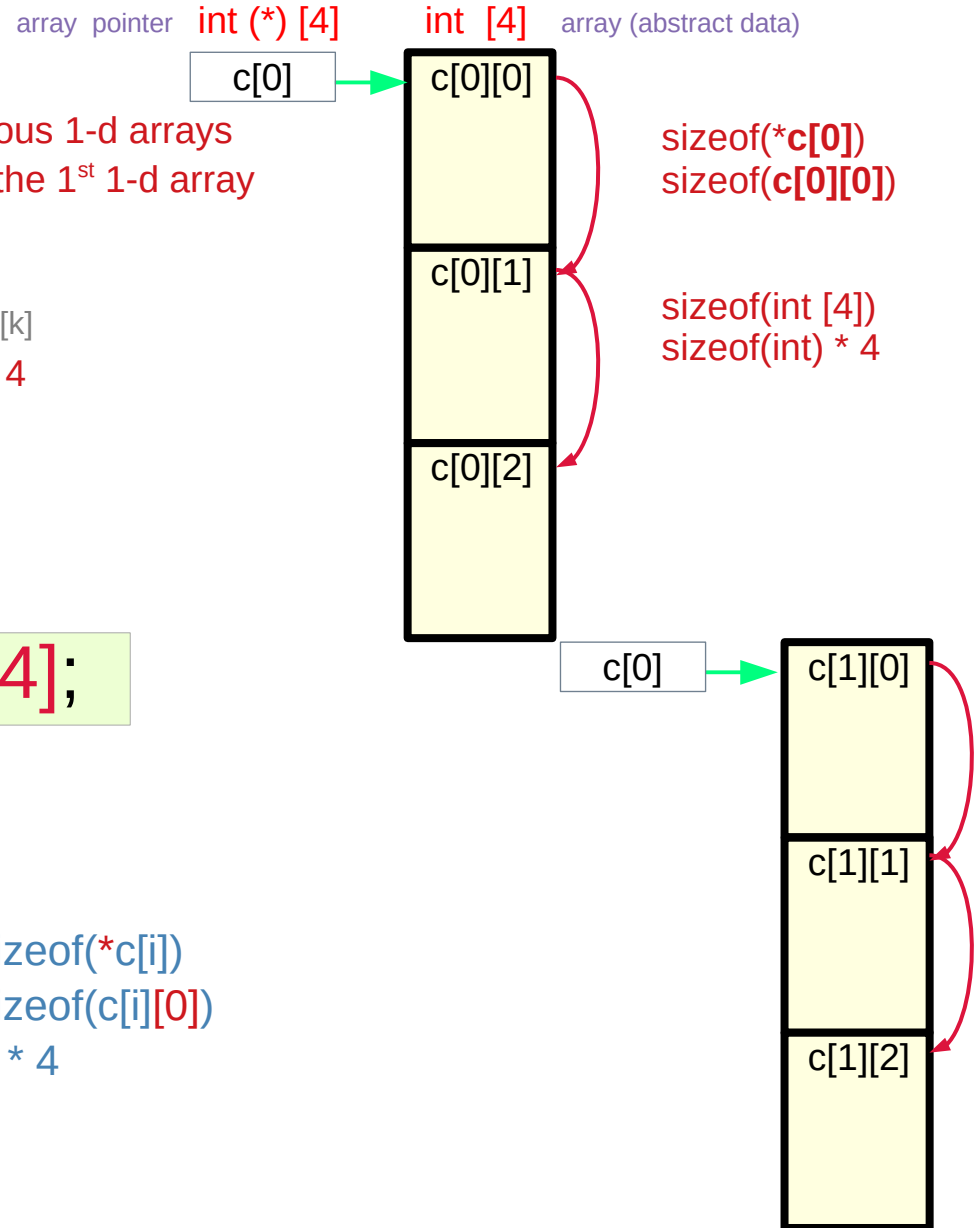 array pointer int (*) [4] int [4] array (abstract data)
c[0] c[0][0]
ous 1-d arrays
the 1st 1-d array
sizeof(*c[0])
sizeof(c[0][0])
c[0][1]
[k]
4
sizeof(int [4])
sizeof(int) * 4
c[0][2]
4];
c[0] c[1][0]
c[1][1]
zeof(*c[i])
zeof(c[i][0])
* 4
c[1][2]